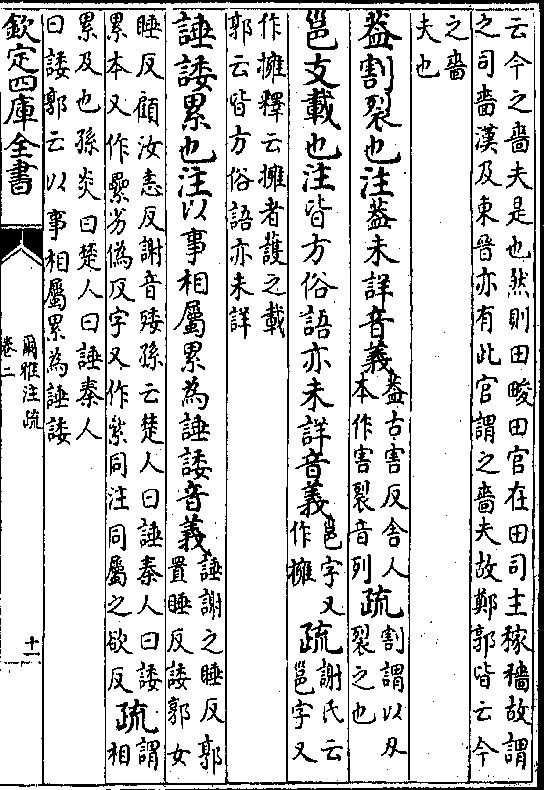 云今之嗇夫是也然則田畯田官在田司主稼穡故謂
之司嗇漢及東晉亦有此官謂之嗇夫故鄭郭皆云今
之嗇
夫也
葢割裂也注葢未詳音義葢古害反舍人
本作害裂音列疏割謂以刀
裂之也
邕支載也注皆方俗語亦未詳音義邕字又
作擁疏謝氏云
邕字又
作擁釋云擁者護之載
郭云皆方俗語亦未詳
諈諉累也注以事相屬累為諈諉音義諈謝之睡反郭
置睡反諉郭女
睡反顧汝恚反謝音矮孫云楚人曰諈秦人曰諉
累本又作纍劣偽反字又作絫同注同屬之欲反疏謂
相
累及也孫炎曰楚人曰諈秦人
曰諉郭云以事相屬累為諈諉
欽定四庫全書
爾雅注疏
卷二
十一